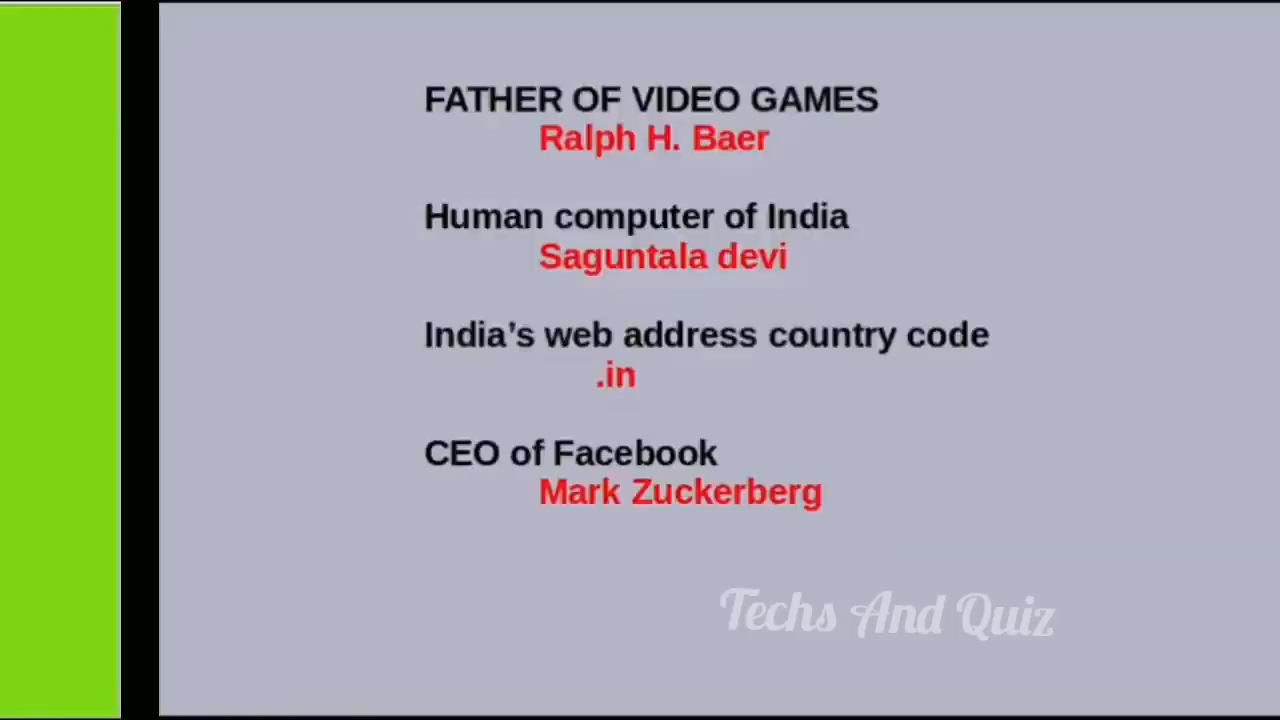 FATHER OF VIDEO GAMES
Ralph H. Baer
Human computer of India
Saguntala devi
India’s web address country code
.in
CEO of Facebook
Mark Zuckerberg
Techs And Quiz